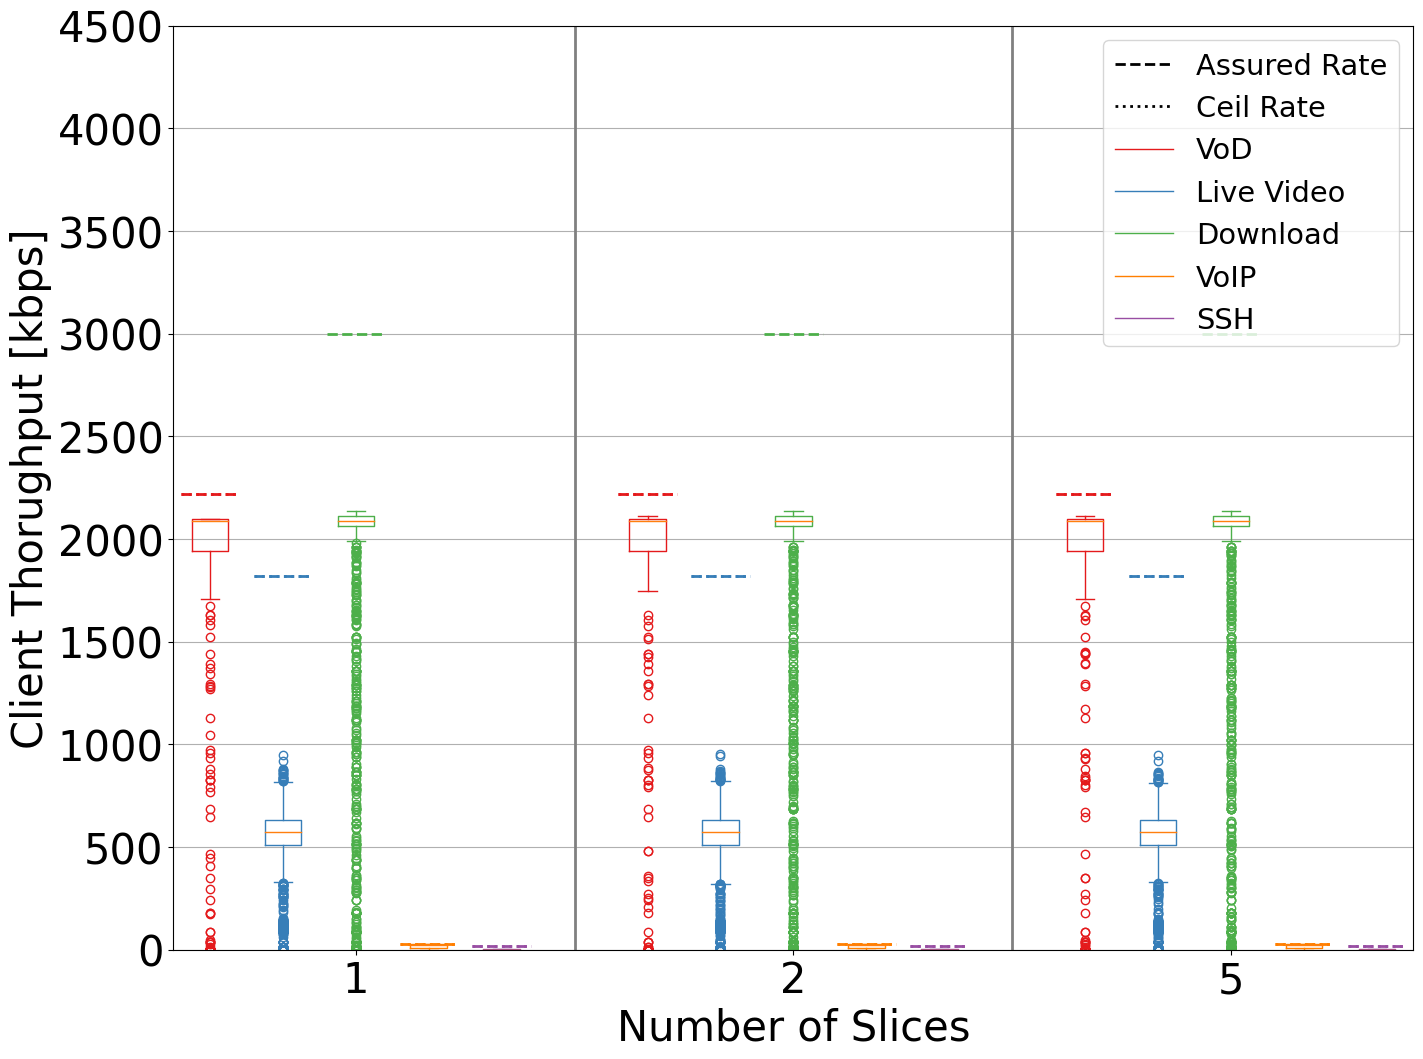 4500
4000
3500
3000
2500
2000
1500
1000
500
0
Client Thorughput [kbps]
1
2
5
Number of Slices
Assured Rate
Ceil Rate
VoD
Live Video
Download
VoIP
SSH